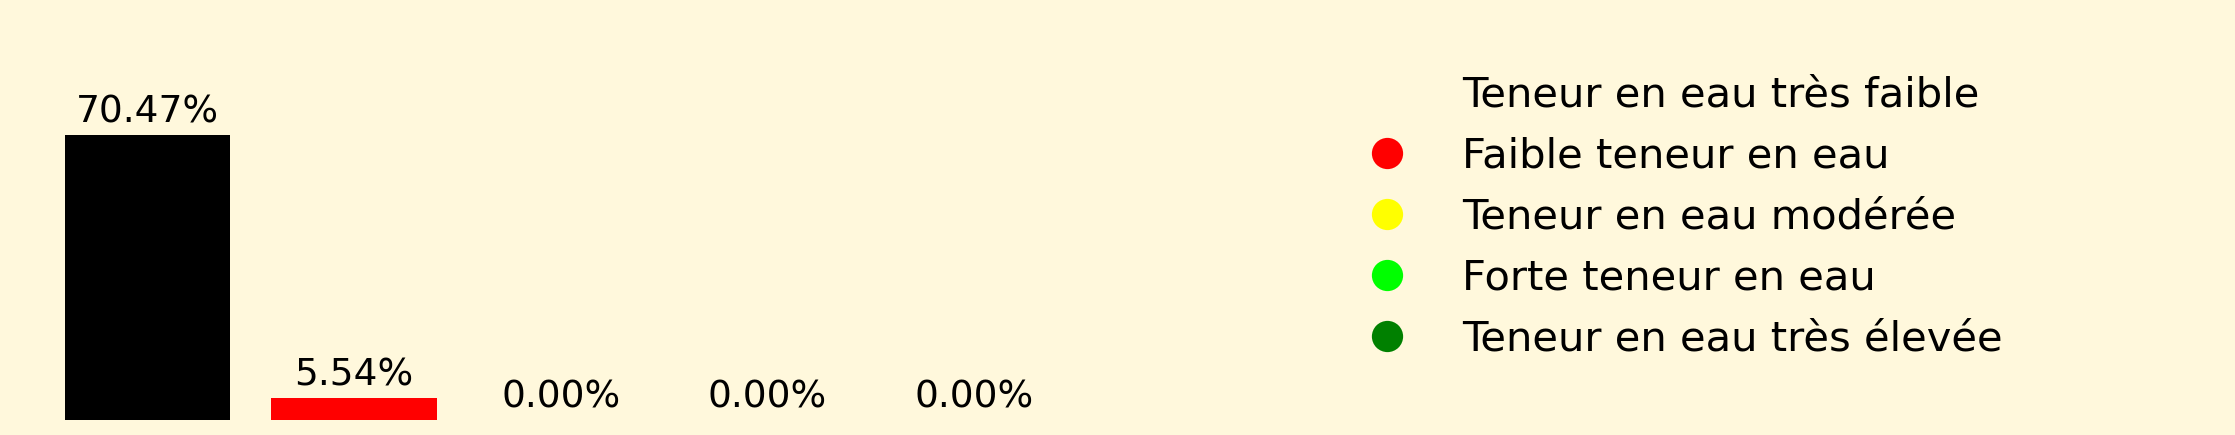 70.47%
5.54%
0.00%
0.00%
0.00%
Teneur en eau très faible
Faible teneur en eau
Teneur en eau modérée
Forte teneur en eau
Teneur en eau très élevée